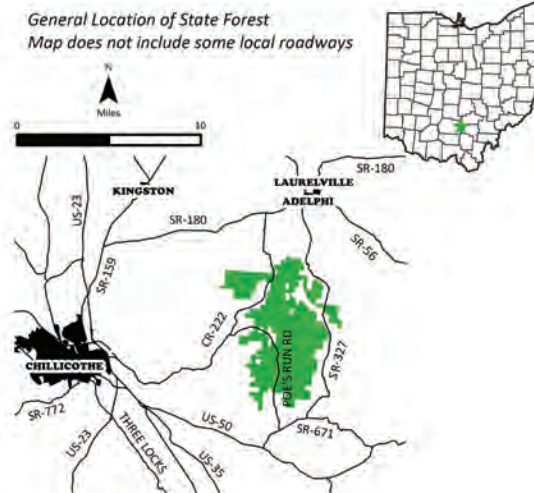 General Location of State Forest
Map does not include some local roadways
N
Miles
0
10
KINGSTON
LAURELVILLE
ADELPHI
SR-180
US-23
SR-180
SR-56
SR-159
CR-222
POE'S RUN RD
SR-327
CHILLICOTHE
SR-772
US-23
THREE LOCKS
US-35
US-50
SR-671